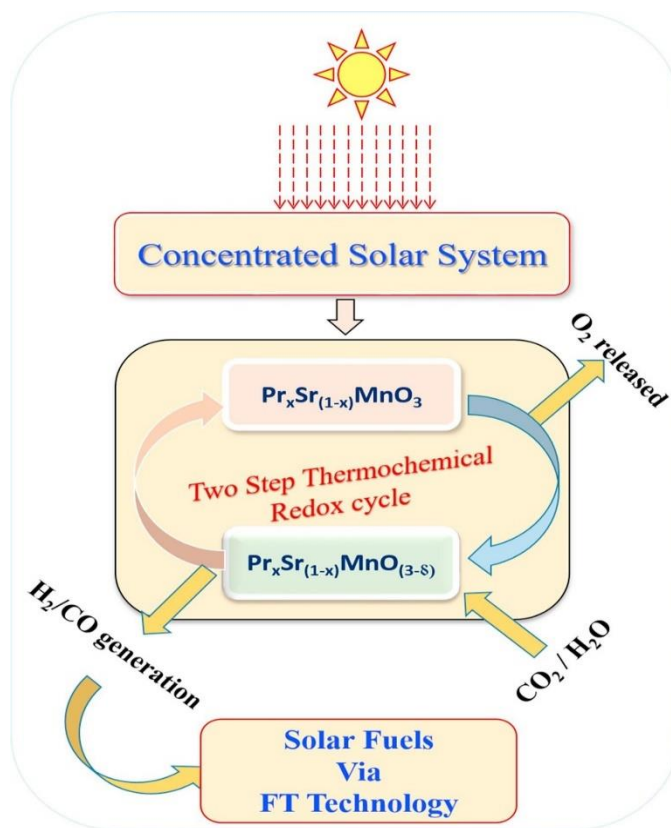 Concentrated Solar System
O₂ released
PrₓSr₍₁₋ₓ₎MnO₃
Two Step Thermochemical
Redox cycle
PrₓSr₍₁₋ₓ₎MnO₍₃₋δ₎
H₂/CO generation
CO₂ / H₂O
Solar Fuels
Via
FT Technology